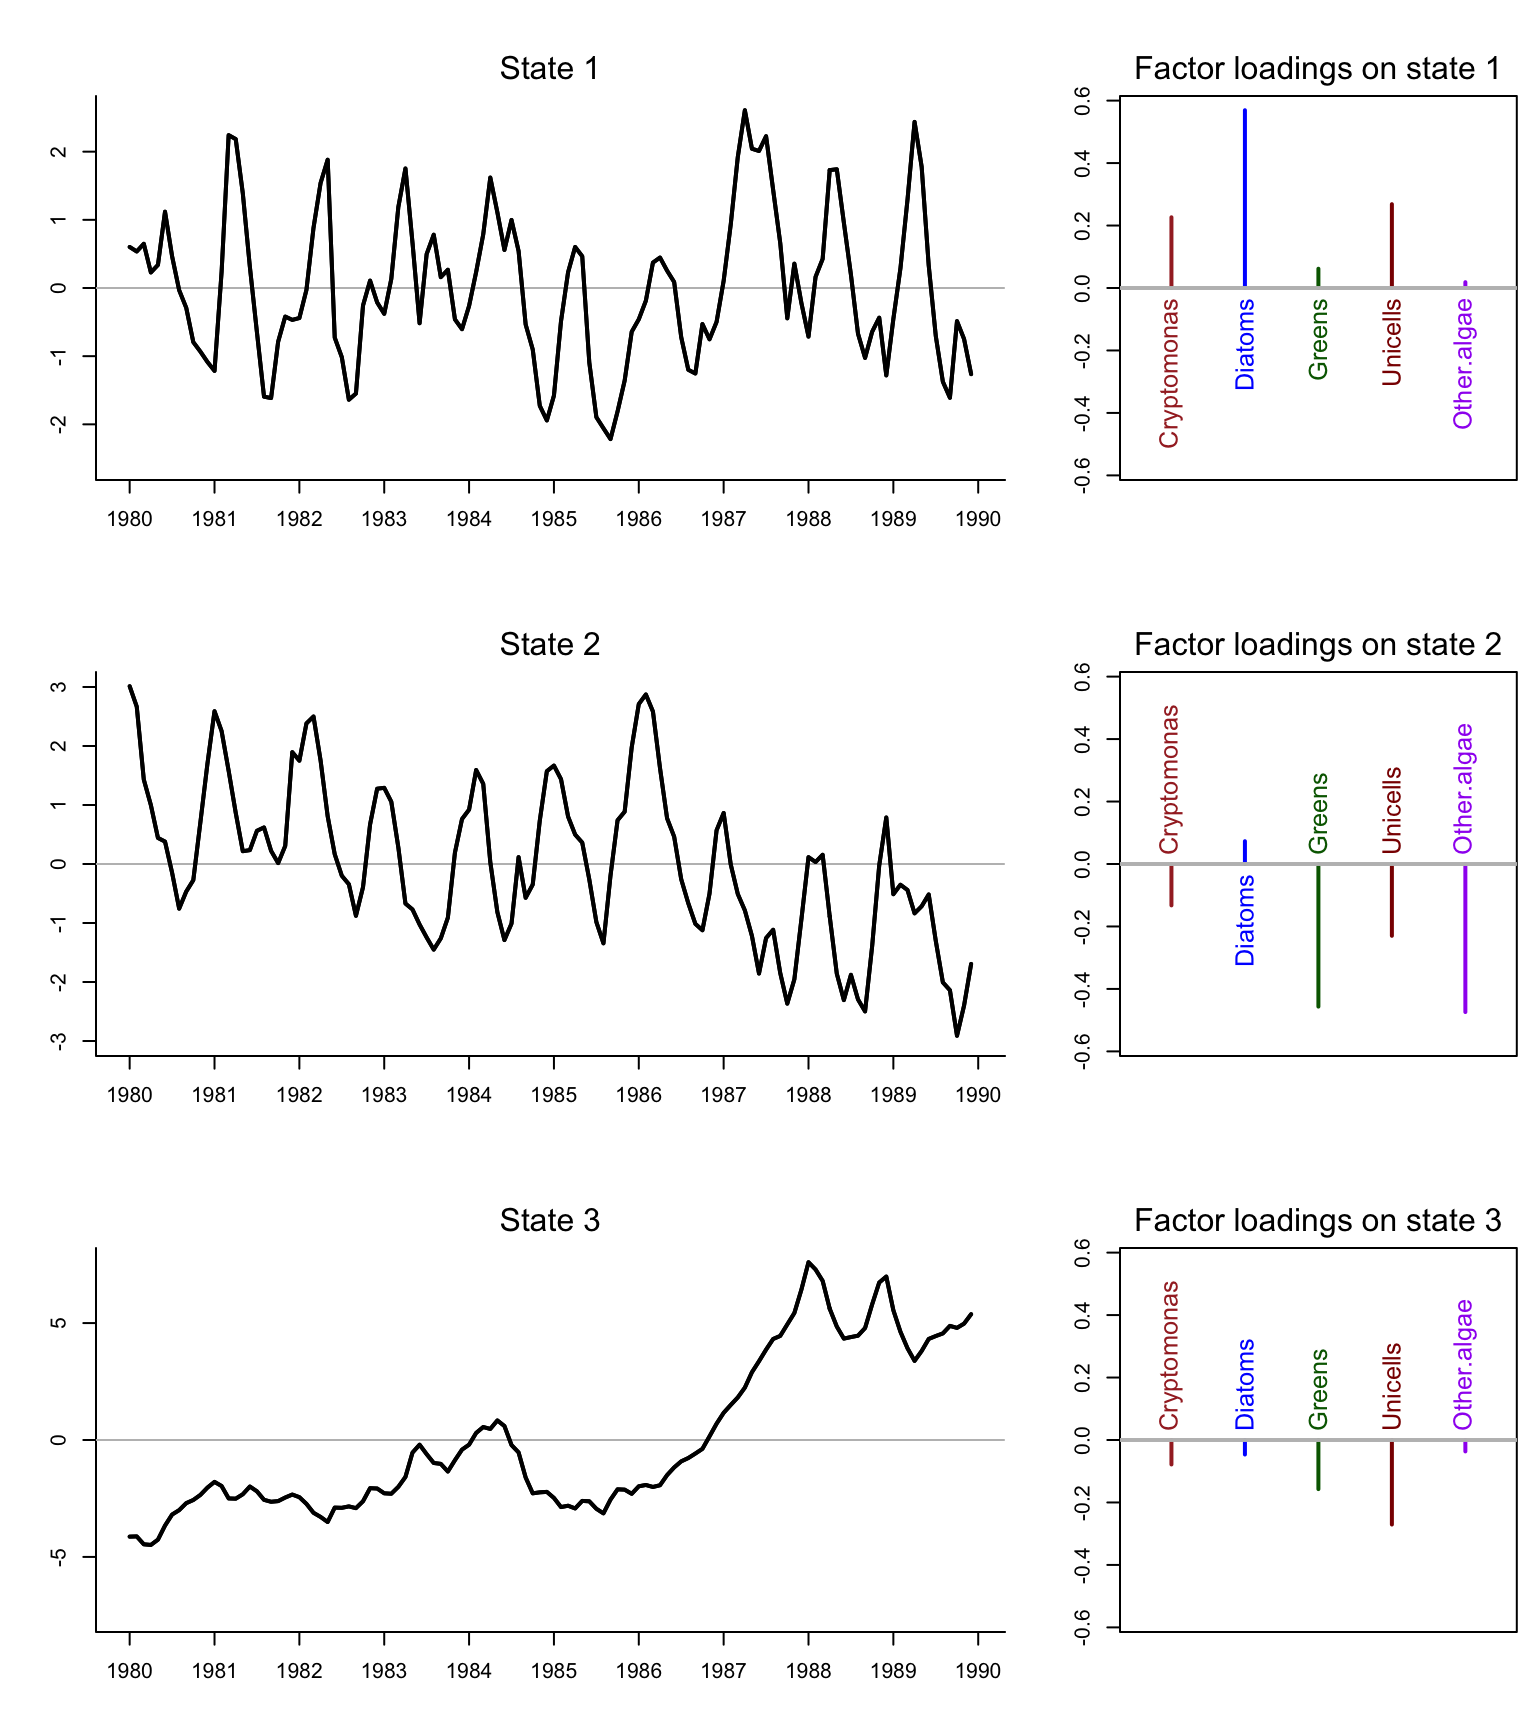 State 1
2
1
0
-1
-2
1980 1981 1982 1983 1984 1985 1986 1987 1988 1989 1990
Factor loadings on state 1
0.6
0.4
0.2
0.0
-0.2
-0.4
-0.6
Cryptomonas
Diatoms
Greens
Unicells
Other.algae
State 2
3
2
1
0
-1
-2
-3
1980 1981 1982 1983 1984 1985 1986 1987 1988 1989 1990
Factor loadings on state 2
0.6
0.4
0.2
0.0
-0.2
-0.4
-0.6
Cryptomonas
Diatoms
Greens
Unicells
Other.algae
State 3
5
0
-5
1980 1981 1982 1983 1984 1985 1986 1987 1988 1989 1990
Factor loadings on state 3
0.6
0.4
0.2
0.0
-0.2
-0.4
-0.6
Cryptomonas
Diatoms
Greens
Unicells
Other.algae